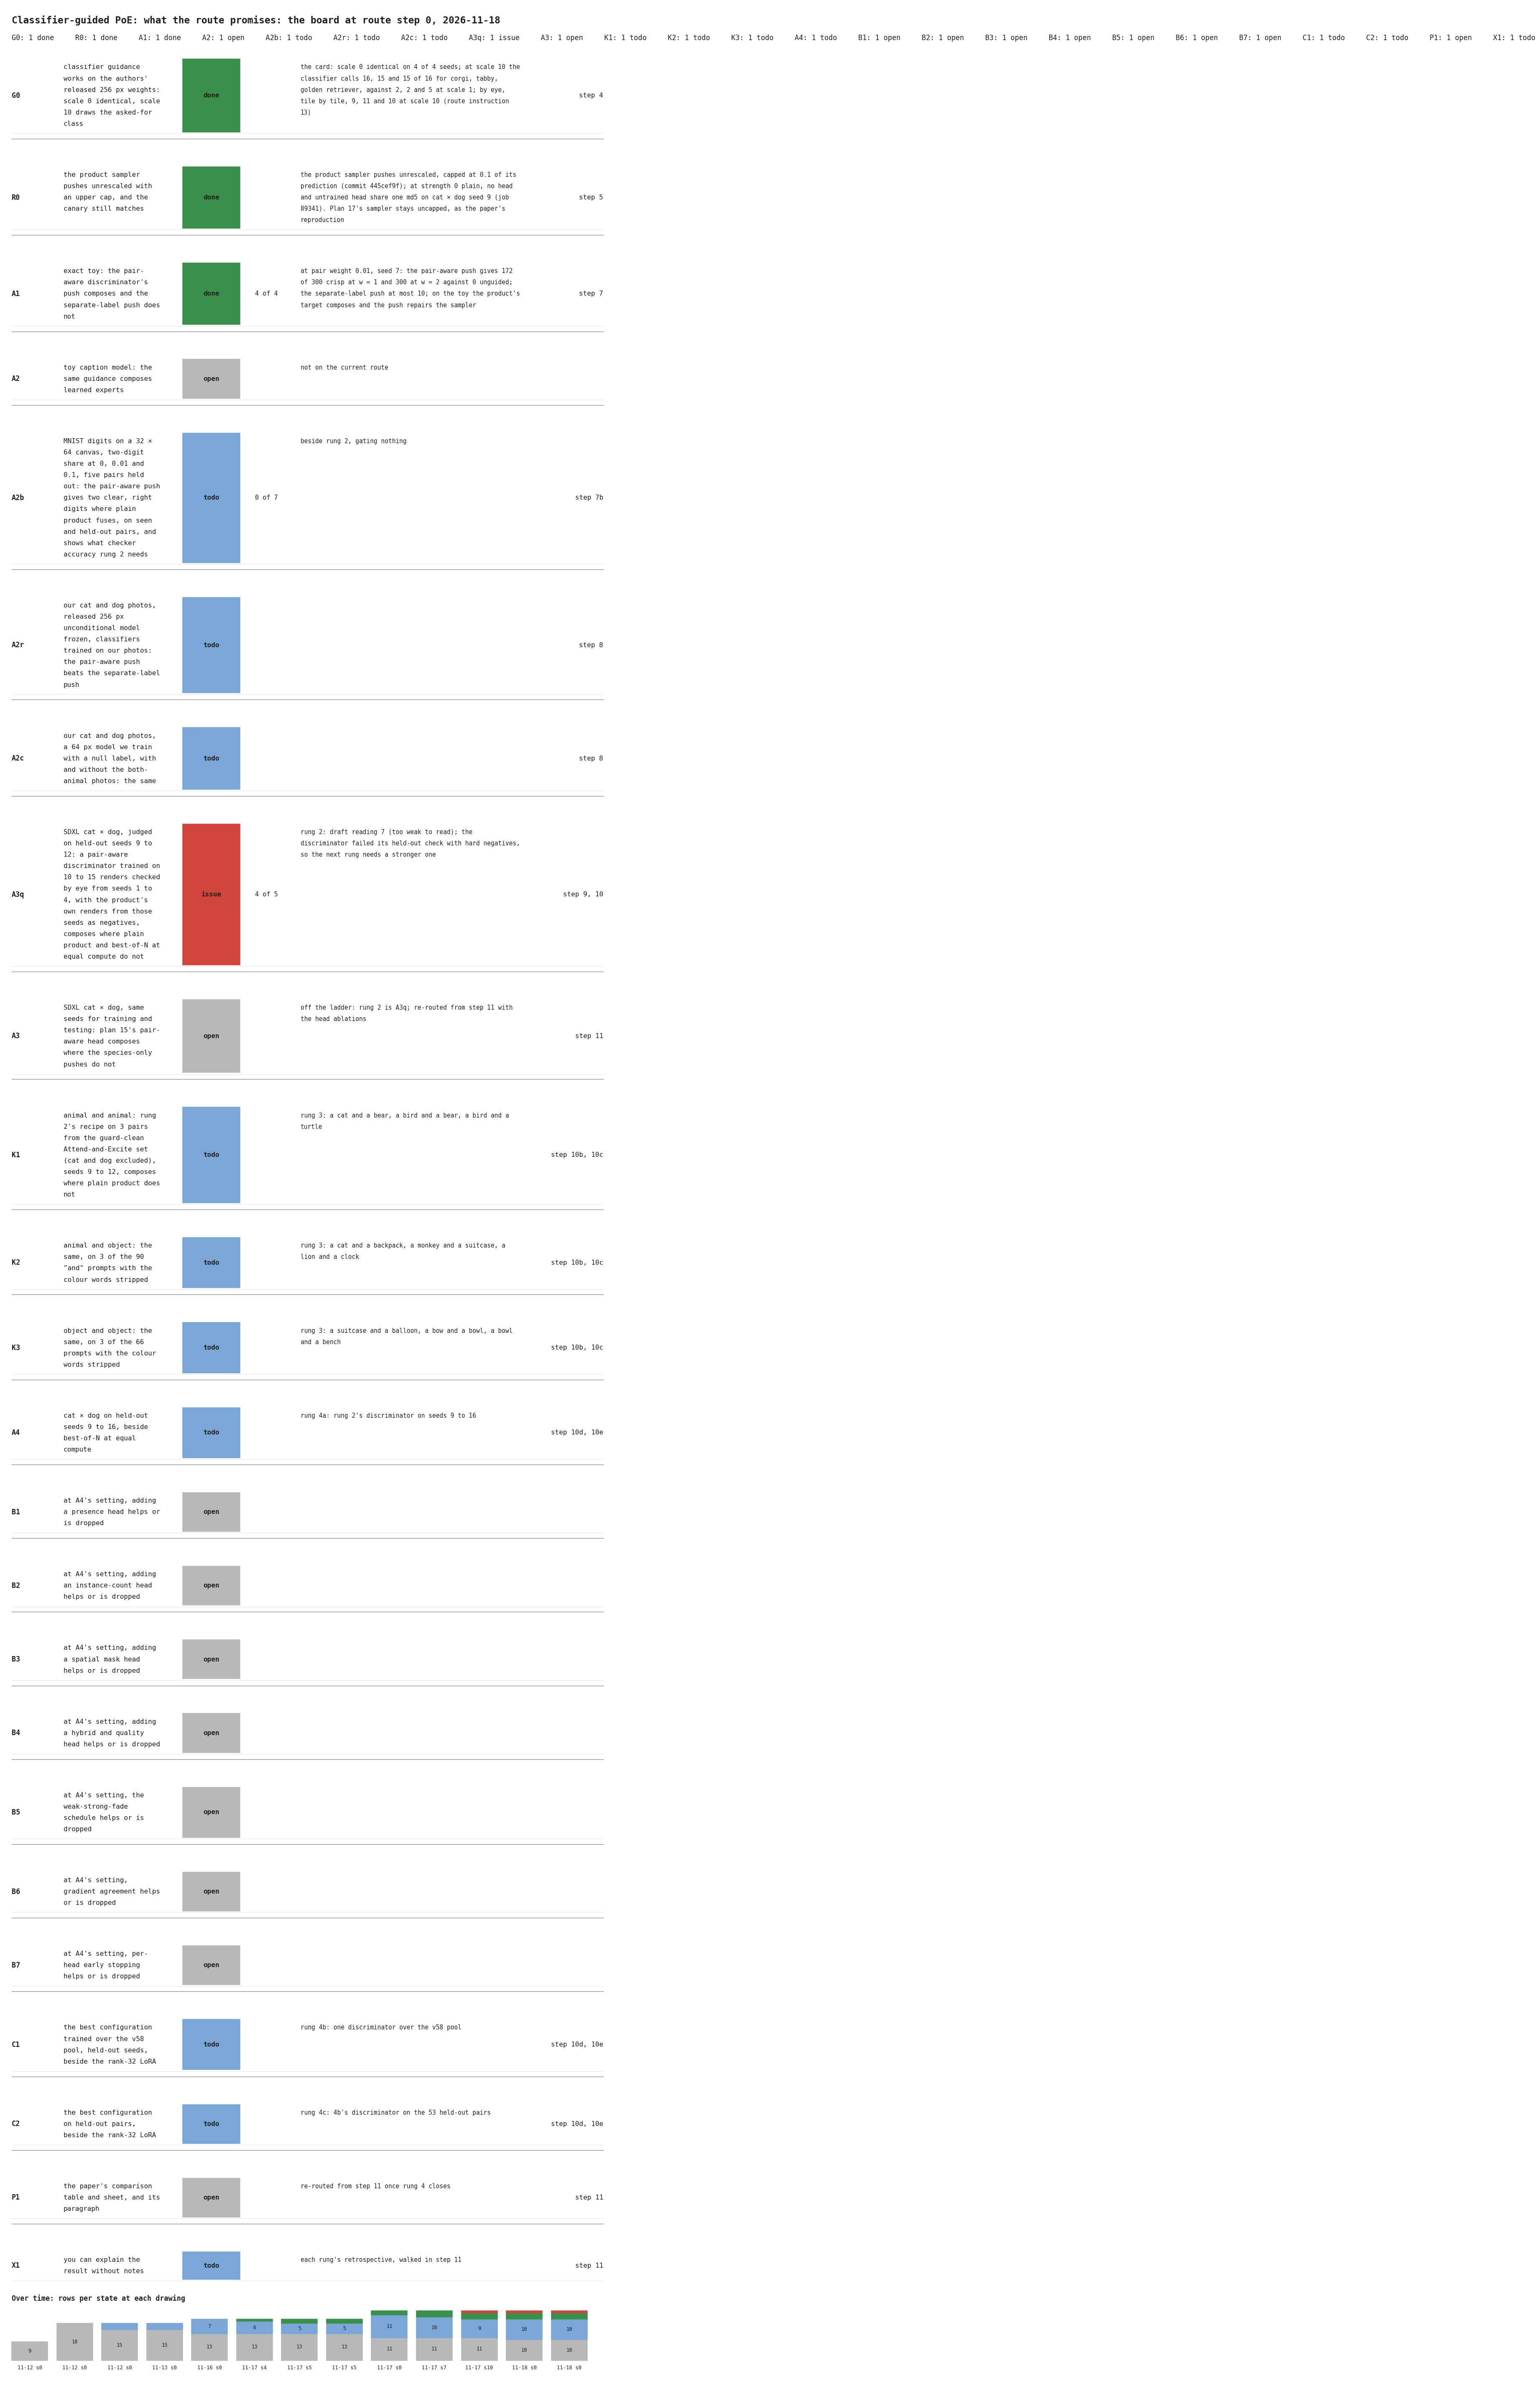 Classifier-guided PoE: what the route promises: the board at route step 0, 2026-11-18
G0: 1 done R0: 1 done A1: 1 done A2: 1 open A2b: 1 todo A2r: 1 todo A2c: 1 todo A3q: 1 issue A3: 1 open K1: 1 todo K2: 1 todo K3: 1 todo A4: 1 todo B1: 1 open B2: 1 open B3: 1 open B4: 1 open B5: 1 open B6: 1 open B7: 1 open C1: 1 todo C2: 1 todo P1: 1 open X1: 1 todo
G0
classifier guidance
works on the authors'
released 256 px weights:
scale 0 identical, scale
10 draws the asked-for
class
done
the card: scale 0 identical on 4 of 4 seeds; at scale 10 the
classifier calls 16, 15 and 15 of 16 for corgi, tabby,
golden retriever, against 2, 2 and 5 at scale 1; by eye,
tile by tile, 9, 11 and 10 at scale 10 (route instruction
13)
step 4
R0
the product sampler
pushes unrescaled with
an upper cap, and the
canary still matches
done
the product sampler pushes unrescaled, capped at 0.1 of its
prediction (commit 445cef9f); at strength 0 plain, no head
and untrained head share one md5 on cat × dog seed 9 (job
89341). Plan 17's sampler stays uncapped, as the paper's
reproduction
step 5
A1
exact toy: the pair-
aware discriminator's
push composes and the
separate-label push does
not
done
4 of 4
at pair weight 0.01, seed 7: the pair-aware push gives 172
of 300 crisp at w = 1 and 300 at w = 2 against 0 unguided;
the separate-label push at most 10; on the toy the product's
target composes and the push repairs the sampler
step 7
A2
toy caption model: the
same guidance composes
learned experts
open
not on the current route
A2b
MNIST digits on a 32 ×
64 canvas, two-digit
share at 0, 0.01 and
0.1, five pairs held
out: the pair-aware push
gives two clear, right
digits where plain
product fuses, on seen
and held-out pairs, and
shows what checker
accuracy rung 2 needs
todo
0 of 7
beside rung 2, gating nothing
step 7b
A2r
our cat and dog photos,
released 256 px
unconditional model
frozen, classifiers
trained on our photos:
the pair-aware push
beats the separate-label
push
todo
step 8
A2c
our cat and dog photos,
a 64 px model we train
with a null label, with
and without the both-
animal photos: the same
todo
step 8
A3q
SDXL cat × dog, judged
on held-out seeds 9 to
12: a pair-aware
discriminator trained on
10 to 15 renders checked
by eye from seeds 1 to
4, with the product's
own renders from those
seeds as negatives,
composes where plain
product and best-of-N at
equal compute do not
issue
4 of 5
rung 2: draft reading 7 (too weak to read); the
discriminator failed its held-out check with hard negatives,
so the next rung needs a stronger one
step 9, 10
A3
SDXL cat × dog, same
seeds for training and
testing: plan 15's pair-
aware head composes
where the species-only
pushes do not
open
off the ladder: rung 2 is A3q; re-routed from step 11 with
the head ablations
step 11
K1
animal and animal: rung
2's recipe on 3 pairs
from the guard-clean
Attend-and-Excite set
(cat and dog excluded),
seeds 9 to 12, composes
where plain product does
not
todo
rung 3: a cat and a bear, a bird and a bear, a bird and a
turtle
step 10b, 10c
K2
animal and object: the
same, on 3 of the 90
"and" prompts with the
colour words stripped
todo
rung 3: a cat and a backpack, a monkey and a suitcase, a
lion and a clock
step 10b, 10c
K3
object and object: the
same, on 3 of the 66
prompts with the colour
words stripped
todo
rung 3: a suitcase and a balloon, a bow and a bowl, a bowl
and a bench
step 10b, 10c
A4
cat × dog on held-out
seeds 9 to 16, beside
best-of-N at equal
compute
todo
rung 4a: rung 2's discriminator on seeds 9 to 16
step 10d, 10e
B1
at A4's setting, adding
a presence head helps or
is dropped
open
B2
at A4's setting, adding
an instance-count head
helps or is dropped
open
B3
at A4's setting, adding
a spatial mask head
helps or is dropped
open
B4
at A4's setting, adding
a hybrid and quality
head helps or is dropped
open
B5
at A4's setting, the
weak-strong-fade
schedule helps or is
dropped
open
B6
at A4's setting,
gradient agreement helps
or is dropped
open
B7
at A4's setting, per-
head early stopping
helps or is dropped
open
C1
the best configuration
trained over the v58
pool, held-out seeds,
beside the rank-32 LoRA
todo
rung 4b: one discriminator over the v58 pool
step 10d, 10e
C2
the best configuration
on held-out pairs,
beside the rank-32 LoRA
todo
rung 4c: 4b's discriminator on the 53 held-out pairs
step 10d, 10e
P1
the paper's comparison
table and sheet, and its
paragraph
open
re-routed from step 11 once rung 4 closes
step 11
X1
you can explain the
result without notes
todo
each rung's retrospective, walked in step 11
step 11
Over time: rows per state at each drawing
7 6 5 5 11 10 9 10 10
9 18 15 15 13 13 13 13 11 11 11 10 10
11-12 s0 11-12 s0 11-12 s0 11-13 s0 11-16 s0 11-17 s4 11-17 s5 11-17 s5 11-17 s0 11-17 s7 11-17 s10 11-18 s0 11-18 s0